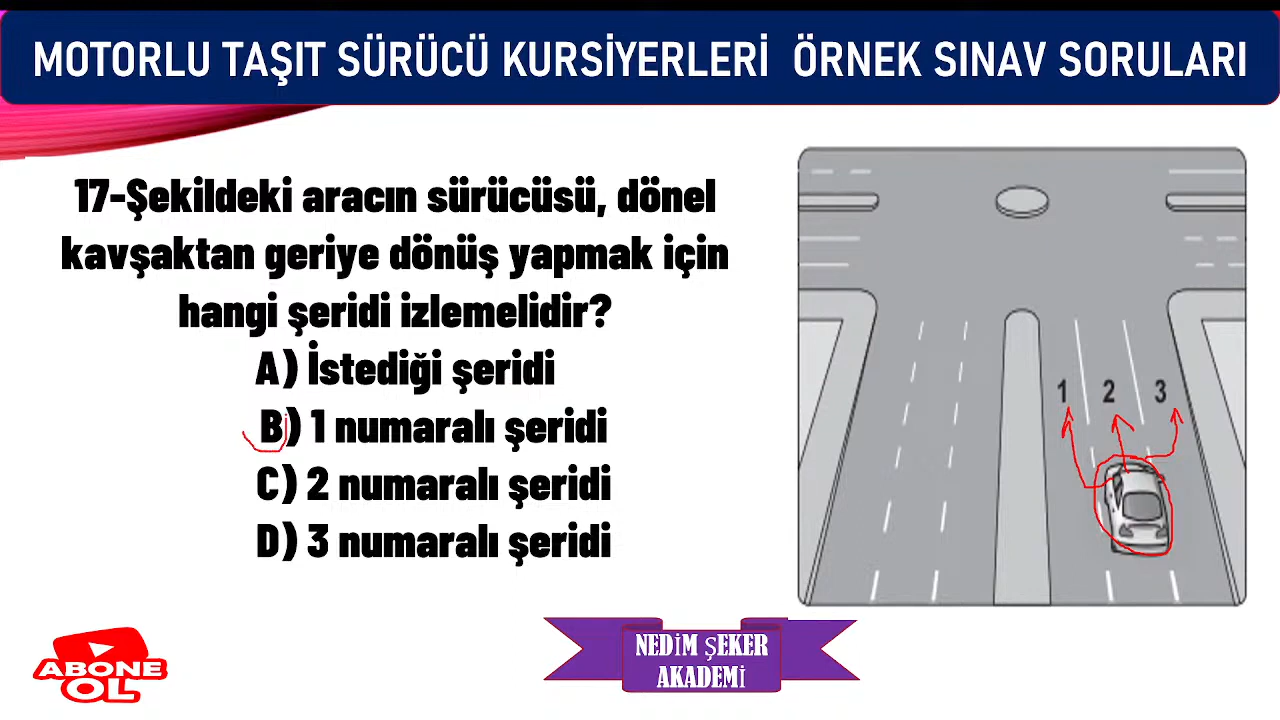 MOTORLU TAŞIT SÜRÜCÜ KURSİYERLERİ ÖRNEK SINAV SORULARI
17-Şekildeki aracın sürücüsü, dönel
kavşaktan geriye dönüş yapmak için
hangi şeridi izlemelidir?
A) İstediği şeridi
B) 1 numaralı şeridi
C) 2 numaralı şeridi
D) 3 numaralı şeridi
1 2 3
ABONE
OL
NEDİM ŞEKER
AKADEMİ